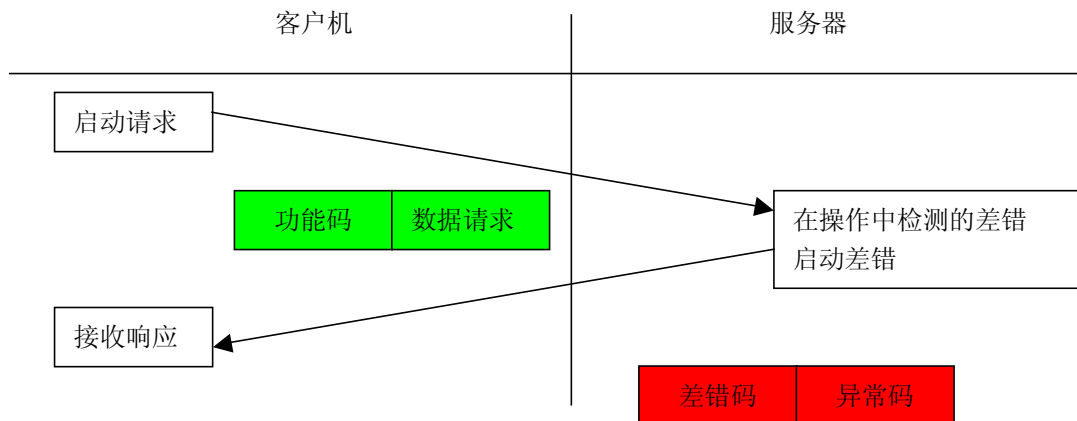 客户机
服务器
启动请求
功能码 数据请求
在操作中检测的差错
启动差错
接收响应
差错码 异常码